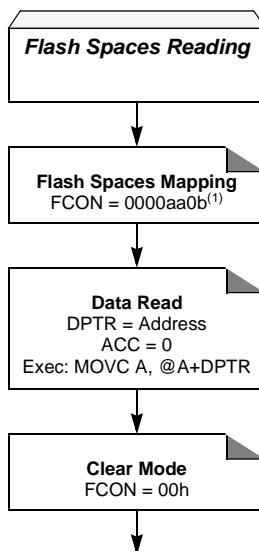 Flash Spaces Reading
Flash Spaces Mapping
FCON = 0000aa0b(1)
Data Read
DPTR = Address
ACC = 0
Exec: MOVC A, @A+DPTR
Clear Mode
FCON = 00h